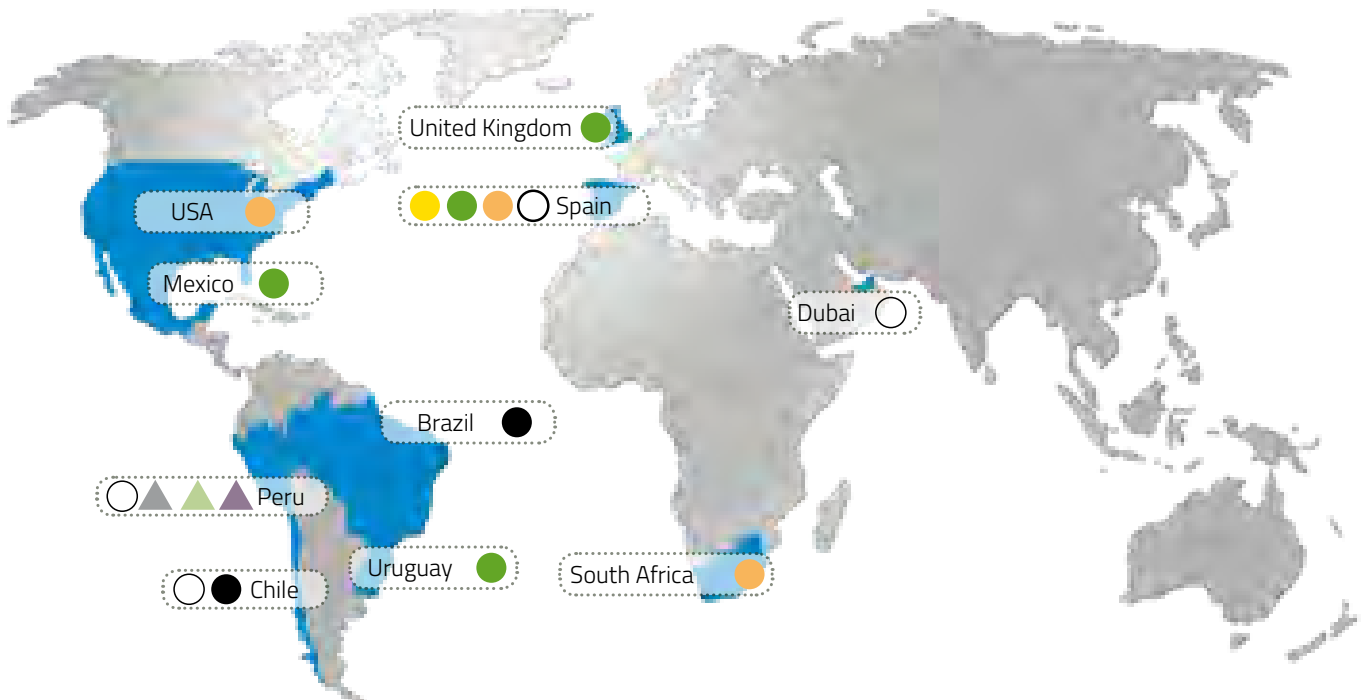 United Kingdom
USA
Spain
Mexico
Dubai
Brazil
Peru
Uruguay
South Africa
Chile